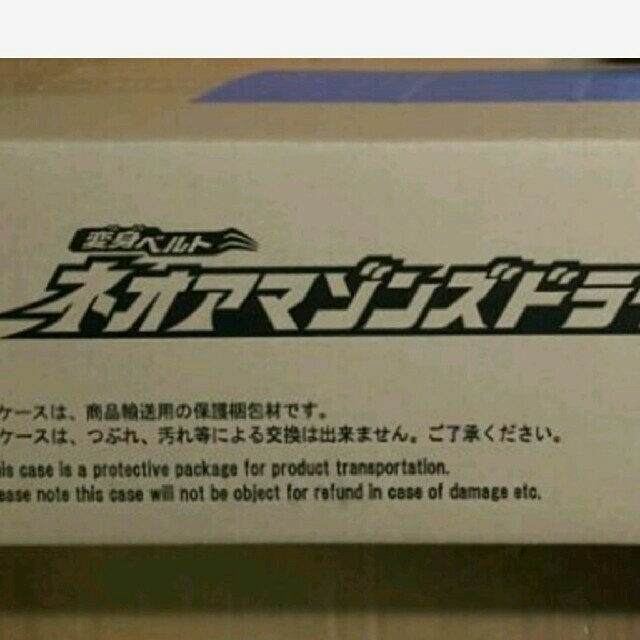 変身ベルト
ネオアマゾンズドラ
ケースは、商品輸送用の保護梱包材です。
ケースは、つぶれ、汚れ等による交換は出来ません。ご了承ください。
is case is a protective package for product transportation.
ease note this case will not be object for refund in case of damage etc.